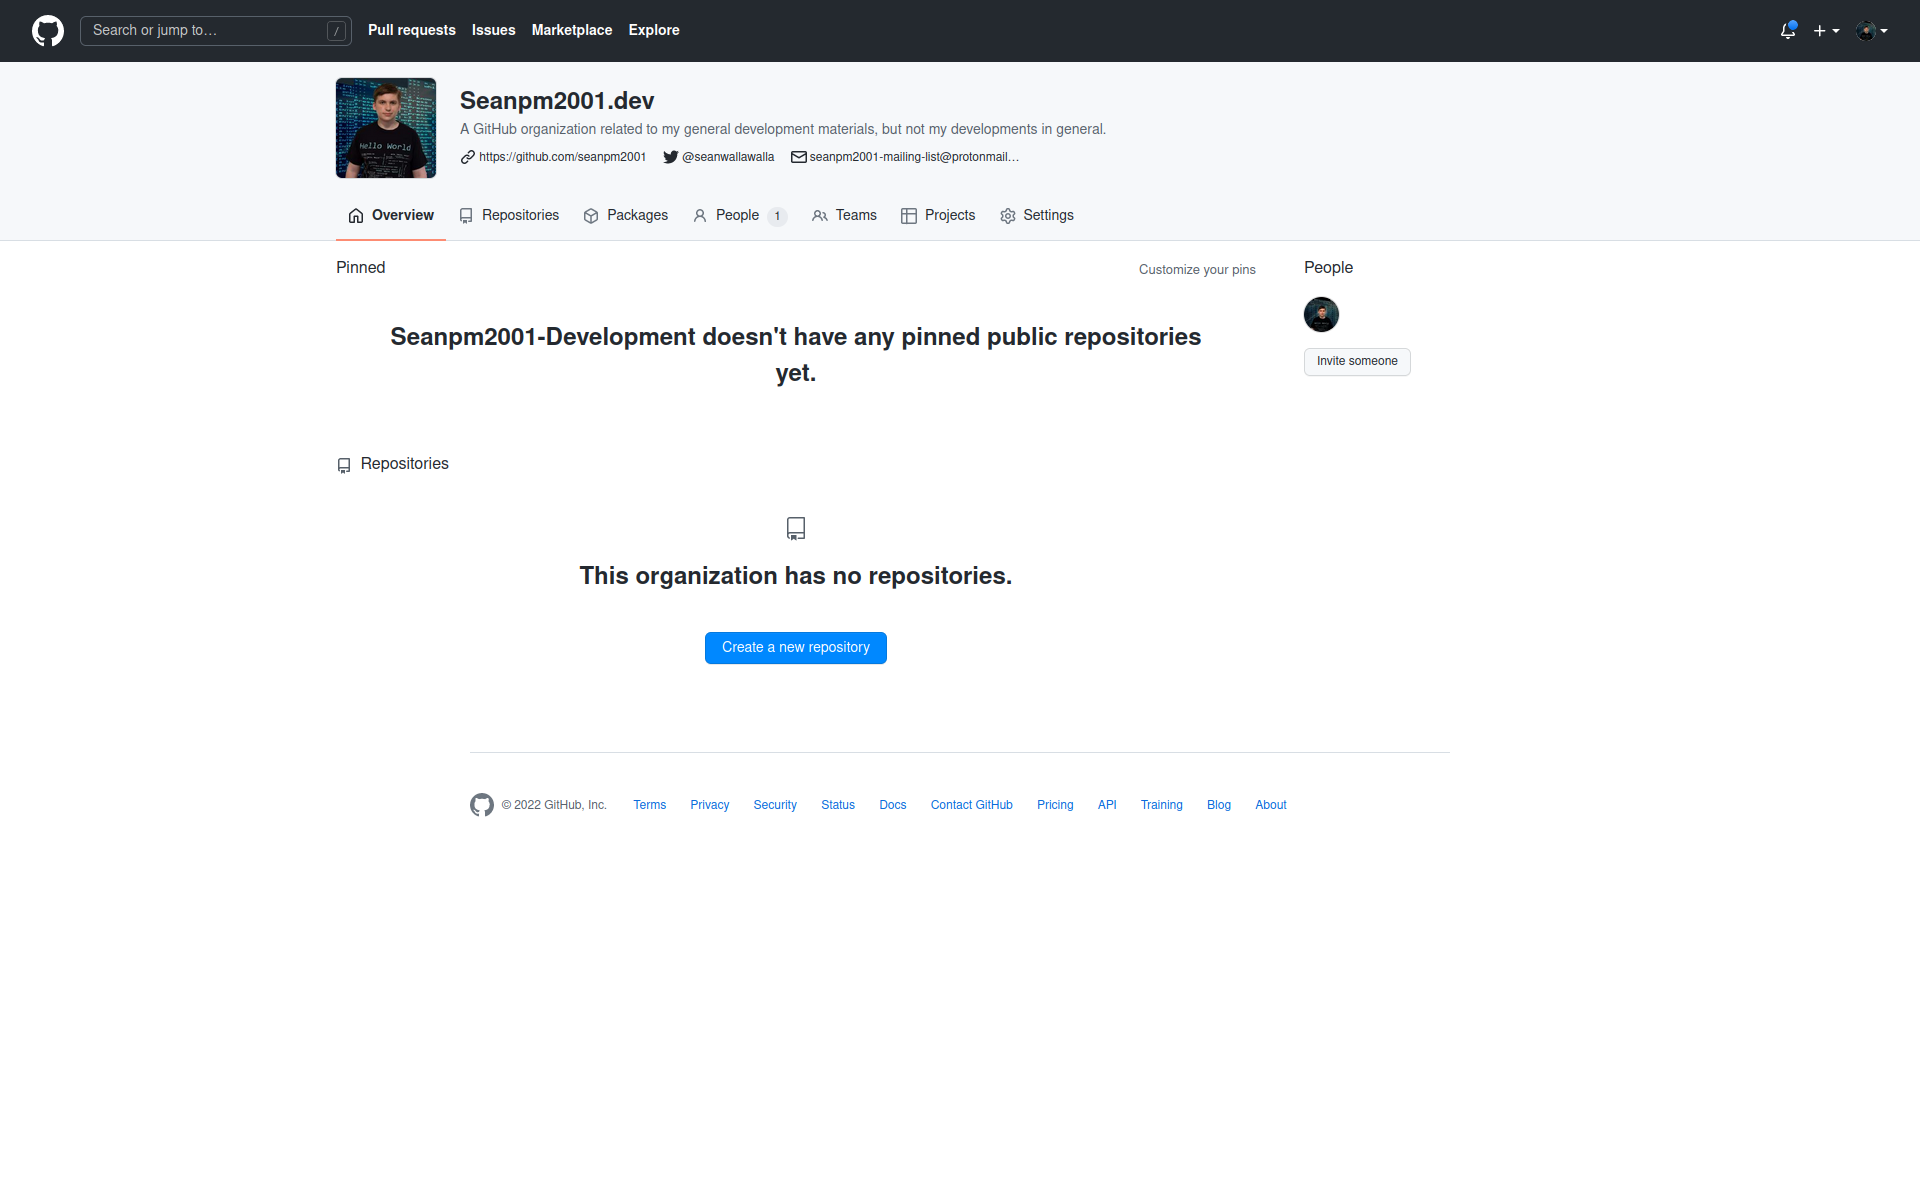 Search or jump to…
/
Pull requests
Issues
Marketplace
Explore
Seanpm2001.dev
A GitHub organization related to my general development materials, but not my developments in general.
https://github.com/seanpm2001
@seanwallawalla
seanpm2001-mailing-list@protonmail…
Hello World
Overview
Repositories
Packages
People 1
Teams
Projects
Settings
Pinned
Customize your pins
Seanpm2001-Development doesn't have any pinned public repositories
yet.
People
Invite someone
Repositories
This organization has no repositories.
Create a new repository
© 2022 GitHub, Inc.
Terms
Privacy
Security
Status
Docs
Contact GitHub
Pricing
API
Training
Blog
About